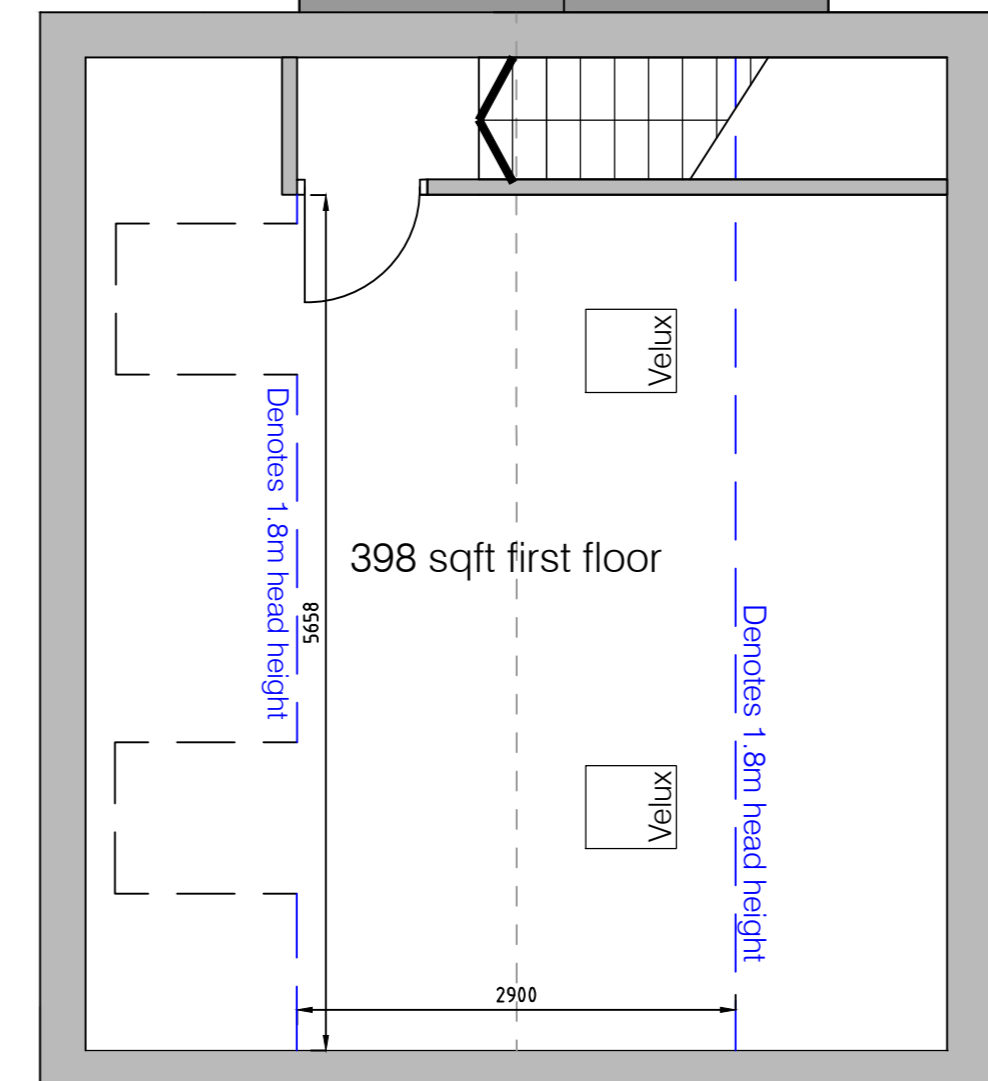 Velux
Denotes 1.8m head height
398 sqft first floor
5658
Denotes 1.8m head height
Velux
2900